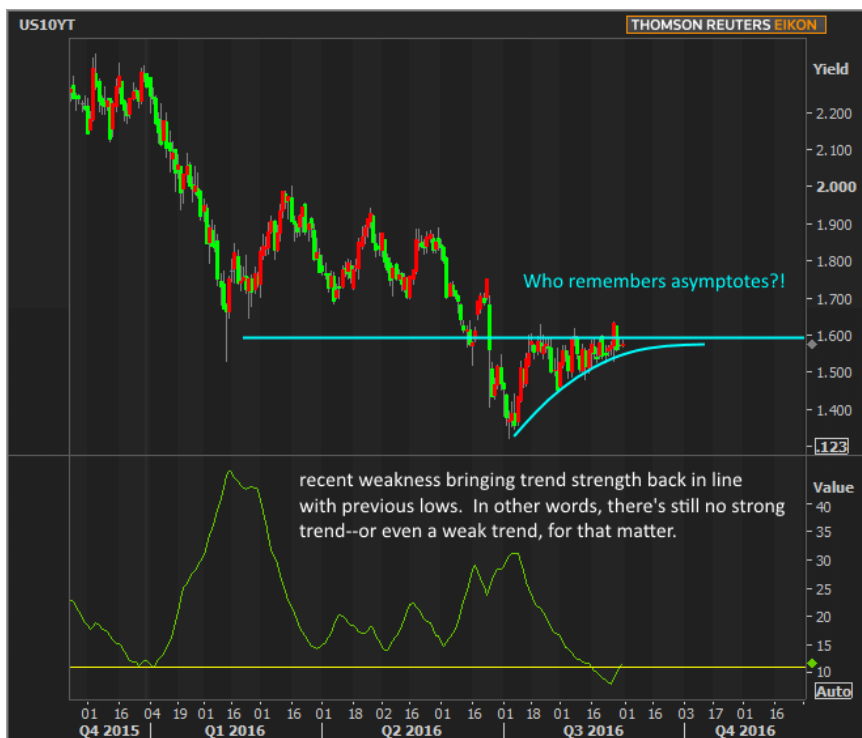 US10YT
THOMSON REUTERS EIKON
Yield
2.200
2.100
2.000
1.900
1.800
Who remembers asymptotes?!
1.700
1.600
1.500
1.400
.123
recent weakness bringing trend strength back in line
with previous lows.  In other words, there's still no strong
trend--or even a weak trend, for that matter.
Value
40
35
30
25
20
15
10
Auto
01 16 04 19 01 16 01 16 01 18 02 16 01 16 01 18 01 16 01 16 03 17 01 16
Q4 2015 Q1 2016 Q2 2016 Q3 2016 Q4 2016